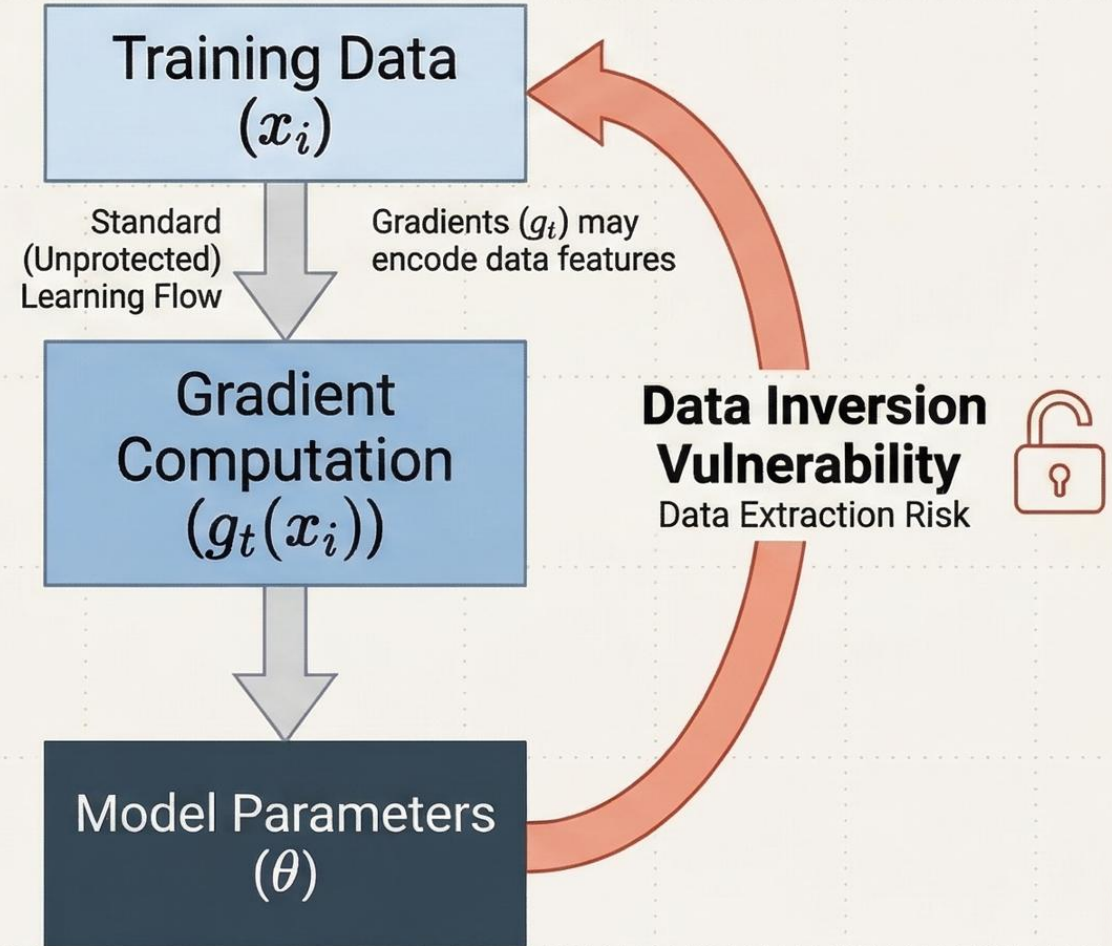 Training Data
(xᵢ)
Standard
(Unprotected)
Learning Flow
Gradients (gₜ) may
encode data features
Gradient
Computation
(gₜ(xᵢ))
Data Inversion
Vulnerability
Data Extraction Risk
Model Parameters
(θ)